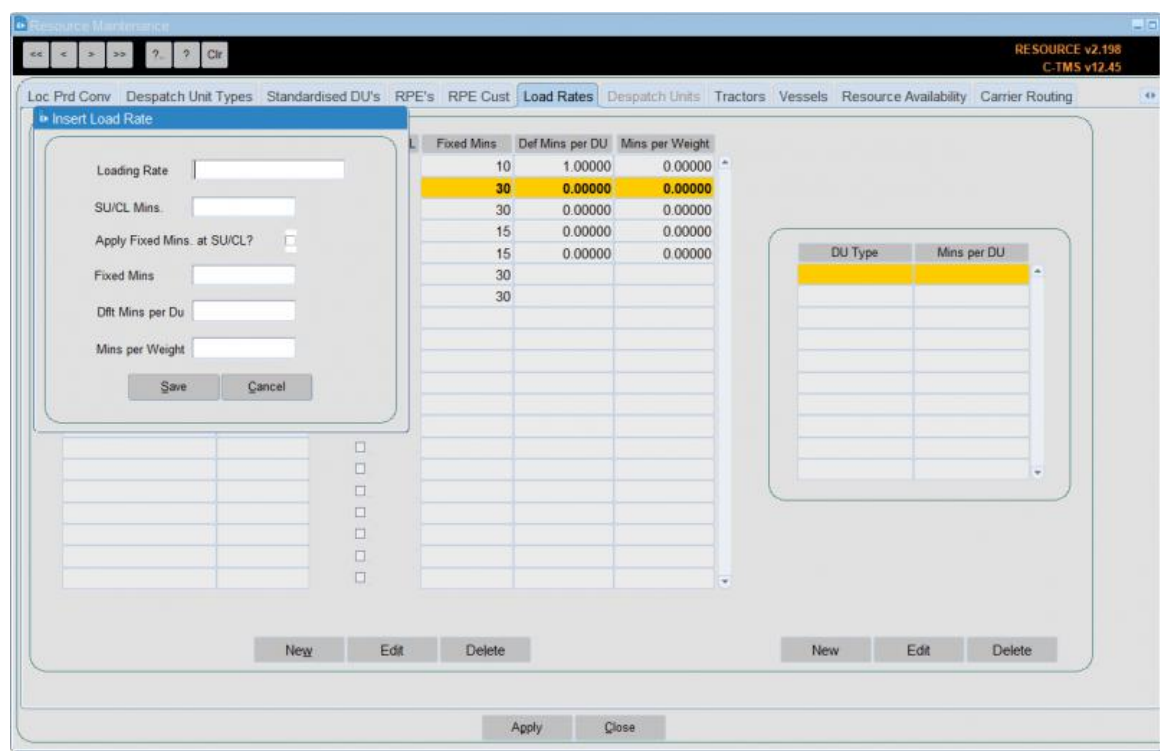 Resource Maintenance
<< < > >> ?.. ? Clr
RESOURCE v2.198
C-TMS v12.45
Loc Prd Conv Despatch Unit Types Standardised DU's RPE's RPE Cust Load Rates Despatch Units Tractors Vessels Resource Availability Carrier Routing
Insert Load Rate
Loading Rate
SU/CL Mins.
Apply Fixed Mins. at SU/CL?
Fixed Mins
Dflt Mins per Du
Mins per Weight
Save Cancel
L Fixed Mins Def Mins per DU Mins per Weight
10 1.00000 0.00000
30 0.00000 0.00000
30 0.00000 0.00000
15 0.00000 0.00000
15 0.00000 0.00000
30
30
DU Type Mins per DU
New Edit Delete
New Edit Delete
Apply Close